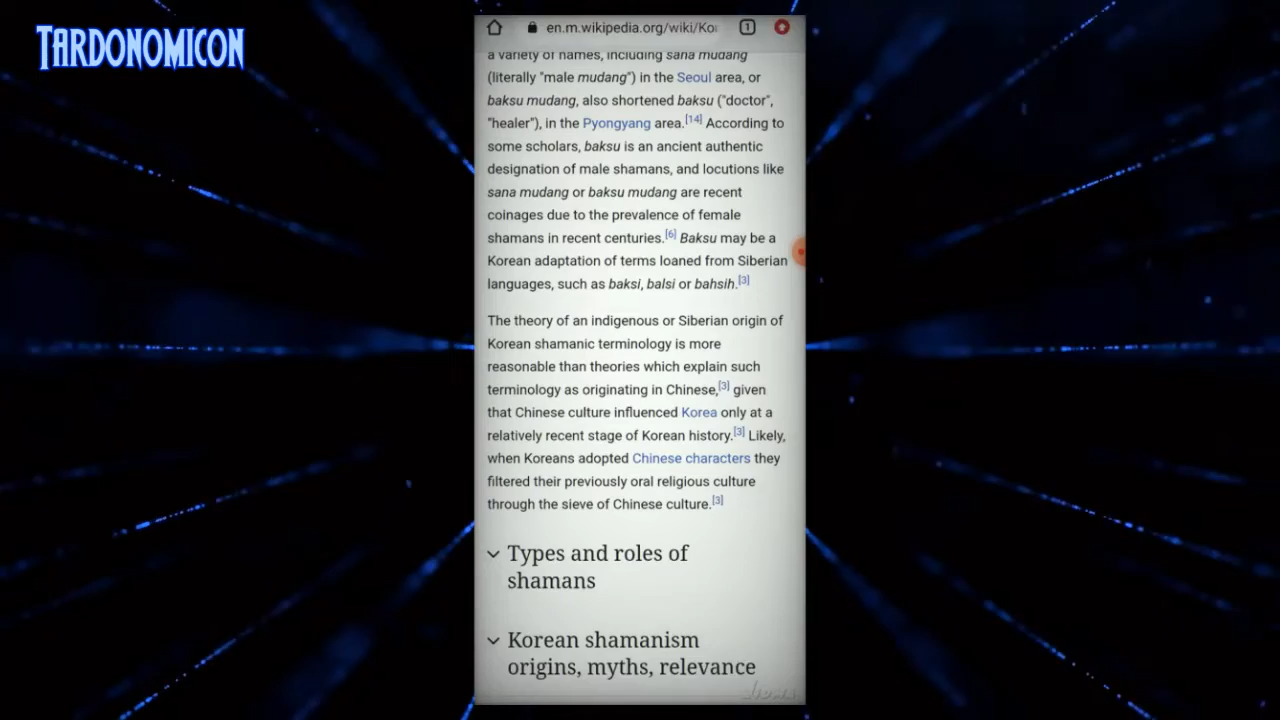 TARDONOMICON
en.m.wikipedia.org/wiki/Ko
1
a variety of names, including sana mudang
(literally "male mudang") in the Seoul area, or
baksu mudang, also shortened baksu ("doctor",
"healer"), in the Pyongyang area.[14] According to
some scholars, baksu is an ancient authentic
designation of male shamans, and locutions like
sana mudang or baksu mudang are recent
coinages due to the prevalence of female
shamans in recent centuries.[6] Baksu may be a
Korean adaptation of terms loaned from Siberian
languages, such as baksi, balsi or bahsih.[3]
The theory of an indigenous or Siberian origin of
Korean shamanic terminology is more
reasonable than theories which explain such
terminology as originating in Chinese,[3] given
that Chinese culture influenced Korea only at a
relatively recent stage of Korean history.[3] Likely,
when Koreans adopted Chinese characters they
filtered their previously oral religious culture
through the sieve of Chinese culture.[3]
Types and roles of
shamans
Korean shamanism
origins, myths, relevance